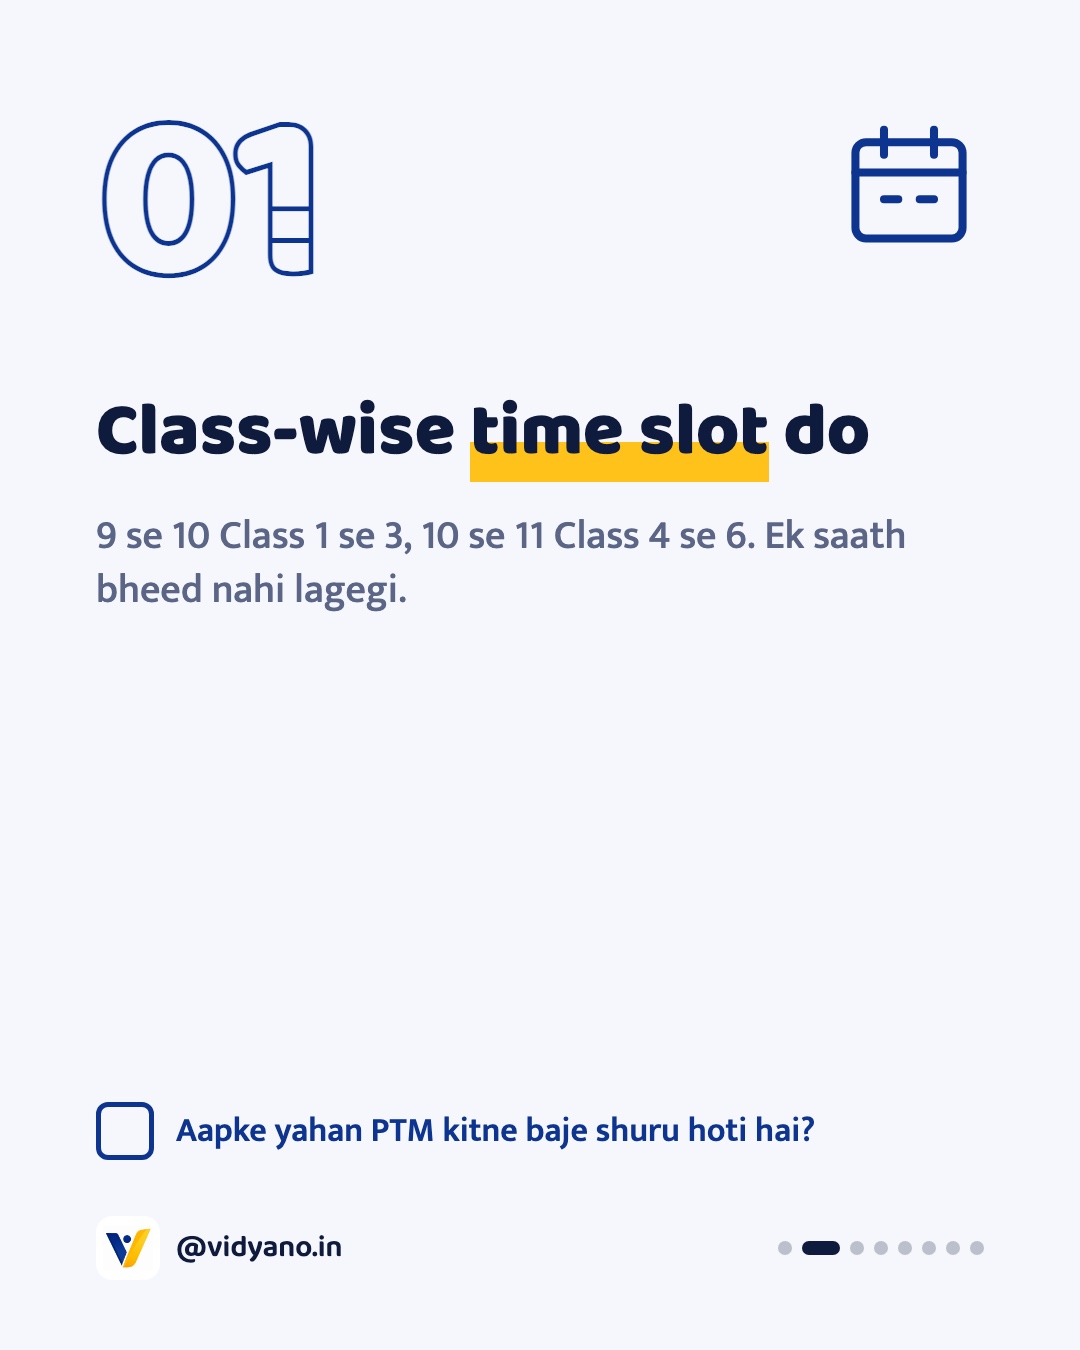 01
Class-wise time slot do
9 se 10 Class 1 se 3, 10 se 11 Class 4 se 6. Ek saath
bheed nahi lagegi.
Aapke yahan PTM kitne baje shuru hoti hai?
@vidyano.in